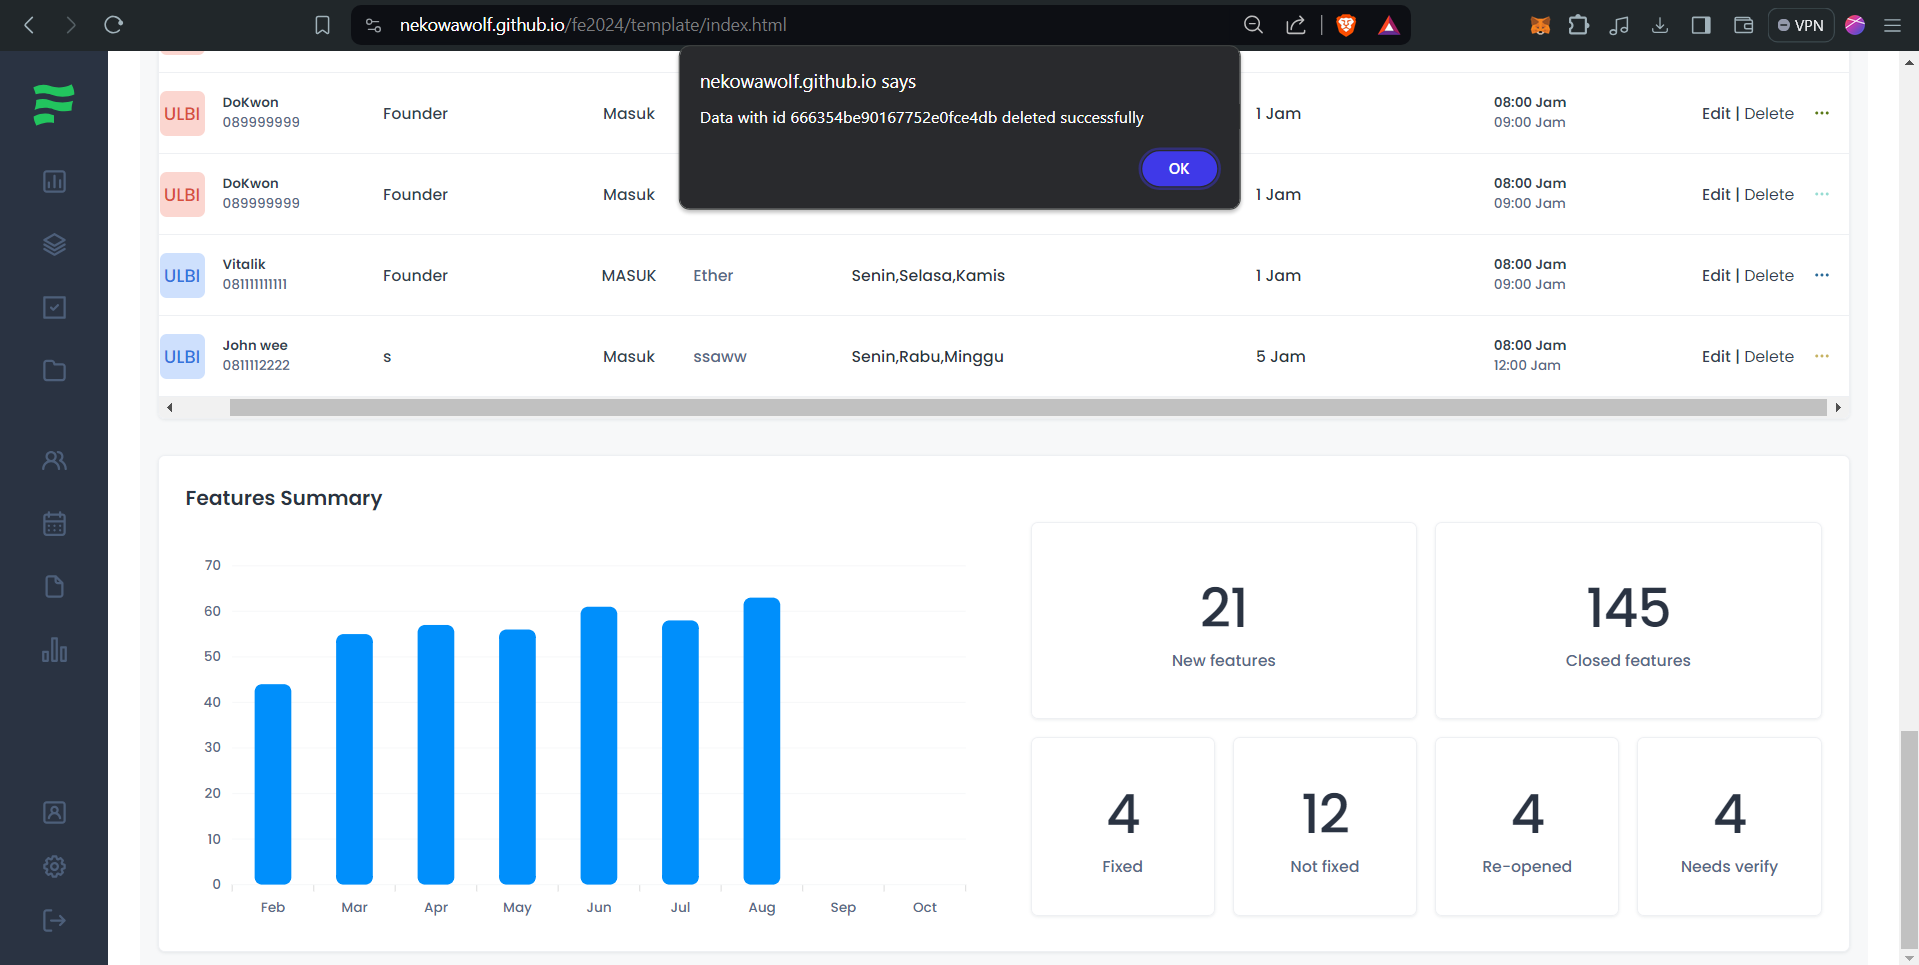 nekowawolf.github.io/fe2024/template/index.html
VPN
nekowawolf.github.io says
Data with id 666354be90167752e0fce4db deleted successfully
OK
ULBI DoKwon Founder Masuk 1 Jam 08:00 Jam Edit | Delete
089999999 09:00 Jam
ULBI DoKwon Founder Masuk 1 Jam 08:00 Jam Edit | Delete
089999999 09:00 Jam
ULBI Vitalik Founder MASUK Ether Senin,Selasa,Kamis 1 Jam 08:00 Jam Edit | Delete
081111111111 09:00 Jam
ULBI John wee s Masuk ssaww Senin,Rabu,Minggu 5 Jam 08:00 Jam Edit | Delete
0811112222 12:00 Jam
Features Summary
70
60
50
40
30
20
10
0
Feb Mar Apr May Jun Jul Aug Sep Oct
21
New features
145
Closed features
4
Fixed
12
Not fixed
4
Re-opened
4
Needs verify